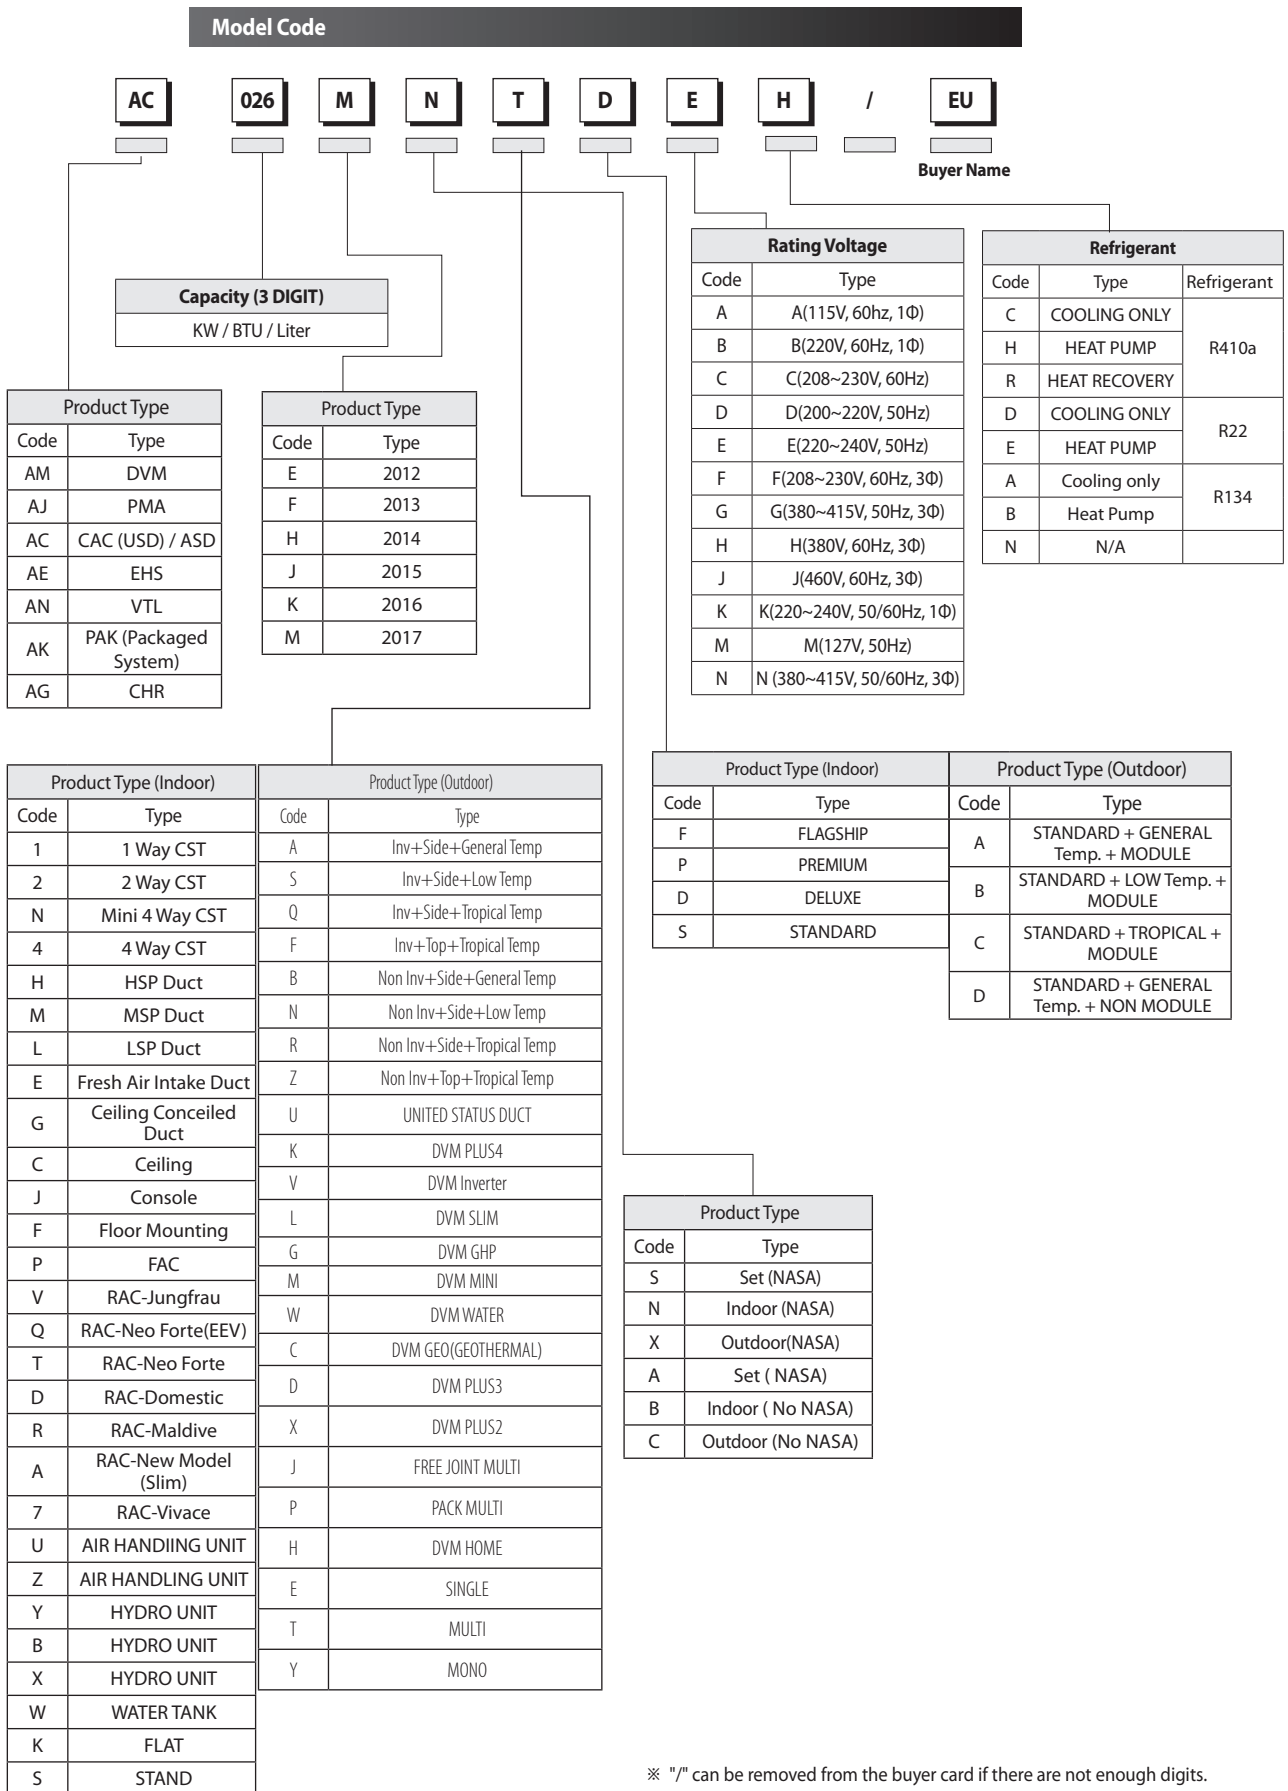 Model Code
AC 026 M N T D E H / EU
Buyer Name
Capacity (3 DIGIT)
KW / BTU / Liter
Rating Voltage
Code Type
A A(115V, 60hz, 1Φ)
B B(220V, 60Hz, 1Φ)
C C(208~230V, 60Hz)
D D(200~220V, 50Hz)
E E(220~240V, 50Hz)
F F(208~230V, 60Hz, 3Φ)
G G(380~415V, 50Hz, 3Φ)
H H(380V, 60Hz, 3Φ)
J J(460V, 60Hz, 3Φ)
K K(220~240V, 50/60Hz, 1Φ)
M M(127V, 50Hz)
N N (380~415V, 50/60Hz, 3Φ)
Refrigerant
Code Type Refrigerant
C COOLING ONLY
H HEAT PUMP R410a
R HEAT RECOVERY
D COOLING ONLY
R22
E HEAT PUMP
A Cooling only
R134
B Heat Pump
N N/A
Product Type
Code Type
AM DVM
AJ PMA
AC CAC (USD) / ASD
AE EHS
AN VTL
AK PAK (Packaged
System)
AG CHR
Product Type
Code Type
E 2012
F 2013
H 2014
J 2015
K 2016
M 2017
Product Type (Indoor)
Code Type
1 1 Way CST
2 2 Way CST
N Mini 4 Way CST
4 4 Way CST
H HSP Duct
M MSP Duct
L LSP Duct
E Fresh Air Intake Duct
G Ceiling Conceiled
Duct
C Ceiling
J Console
F Floor Mounting
P FAC
V RAC-Jungfrau
Q RAC-Neo Forte(EEV)
T RAC-Neo Forte
D RAC-Domestic
R RAC-Maldive
A RAC-New Model
(Slim)
7 RAC-Vivace
U AIR HANDIING UNIT
Z AIR HANDLING UNIT
Y HYDRO UNIT
B HYDRO UNIT
X HYDRO UNIT
W WATER TANK
K FLAT
S STAND
Product Type (Outdoor)
Code Type
A Inv+Side+General Temp
S Inv+Side+Low Temp
Q Inv+Side+Tropical Temp
F Inv+Top+Tropical Temp
B Non Inv+Side+General Temp
N Non Inv+Side+Low Temp
R Non Inv+Side+Tropical Temp
Z Non Inv+Top+Tropical Temp
U UNITED STATUS DUCT
K DVM PLUS4
V DVM Inverter
L DVM SLIM
G DVM GHP
M DVM MINI
W DVM WATER
C DVM GEO(GEOTHERMAL)
D DVM PLUS3
X DVM PLUS2
J FREE JOINT MULTI
P PACK MULTI
H DVM HOME
E SINGLE
T MULTI
Y MONO
Product Type (Indoor)
Code Type
F FLAGSHIP
P PREMIUM
D DELUXE
S STANDARD
Product Type (Outdoor)
Code Type
A STANDARD + GENERAL
Temp. + MODULE
B STANDARD + LOW Temp. +
MODULE
C STANDARD + TROPICAL +
MODULE
D STANDARD + GENERAL
Temp. + NON MODULE
Product Type
Code Type
S Set (NASA)
N Indoor (NASA)
X Outdoor(NASA)
A Set ( NASA)
B Indoor ( No NASA)
C Outdoor (No NASA)
※ "/" can be removed from the buyer card if there are not enough digits.